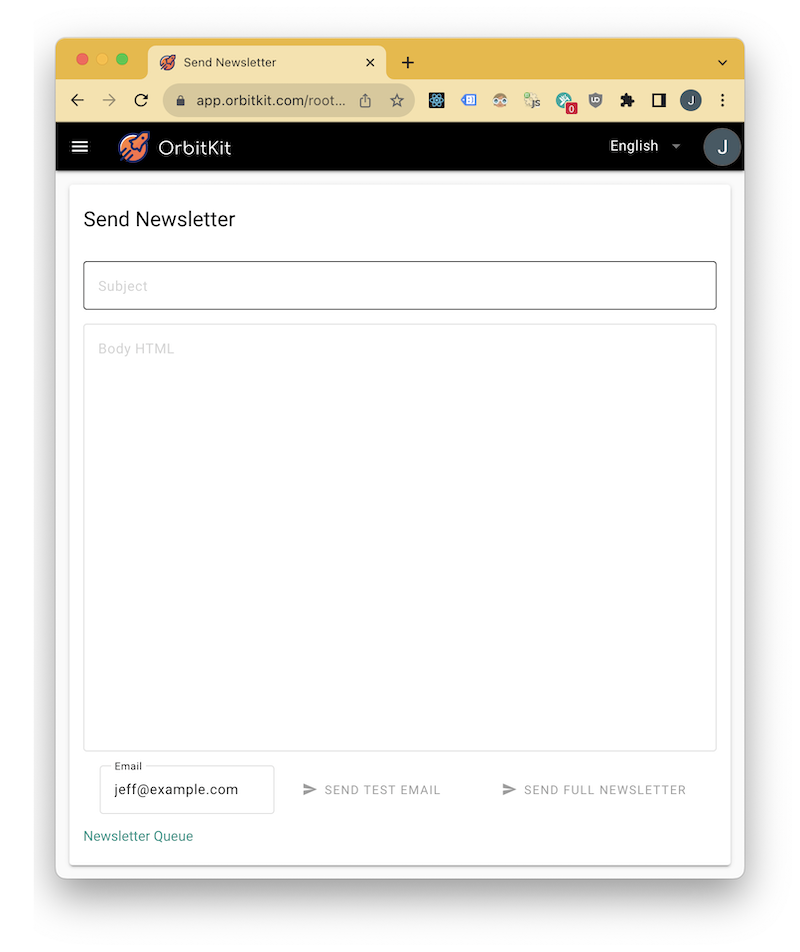 Send Newsletter
app.orbitkit.com/root...
JS
0
UD
J
OrbitKit
English
J
Send Newsletter
Subject
Body HTML
Email
jeff@example.com
SEND TEST EMAIL
SEND FULL NEWSLETTER
Newsletter Queue